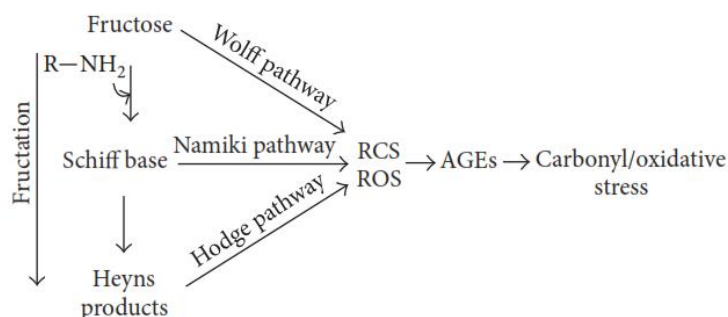 Fructose
Wolff pathway
R—NH2
Fructation
Schiff base
Namiki pathway
RCS
ROS
AGEs
Carbonyl/oxidative
stress
Hodge pathway
Heyns
products